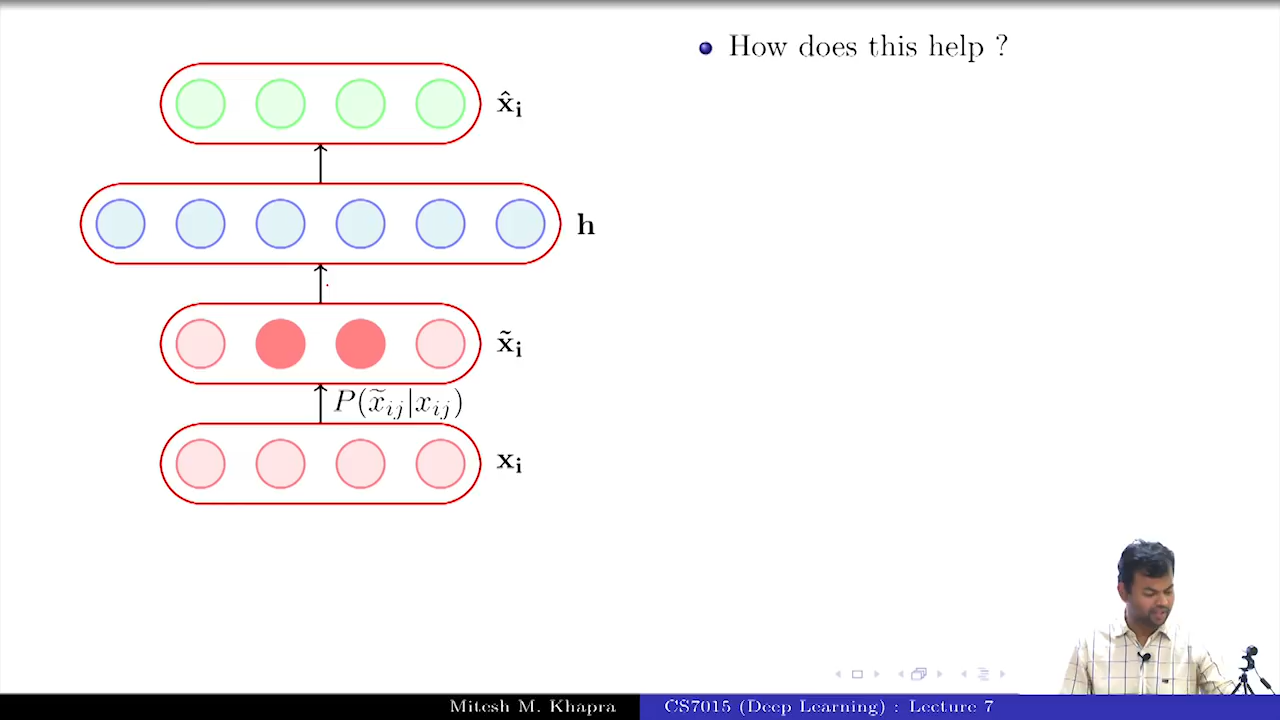 How does this help ?
x̂ᵢ
h
x̃ᵢ
P(x̃ᵢⱼ|xᵢⱼ)
xᵢ
Mitesh M. Khapra
CS7015 (Deep Learning) : Lecture 7